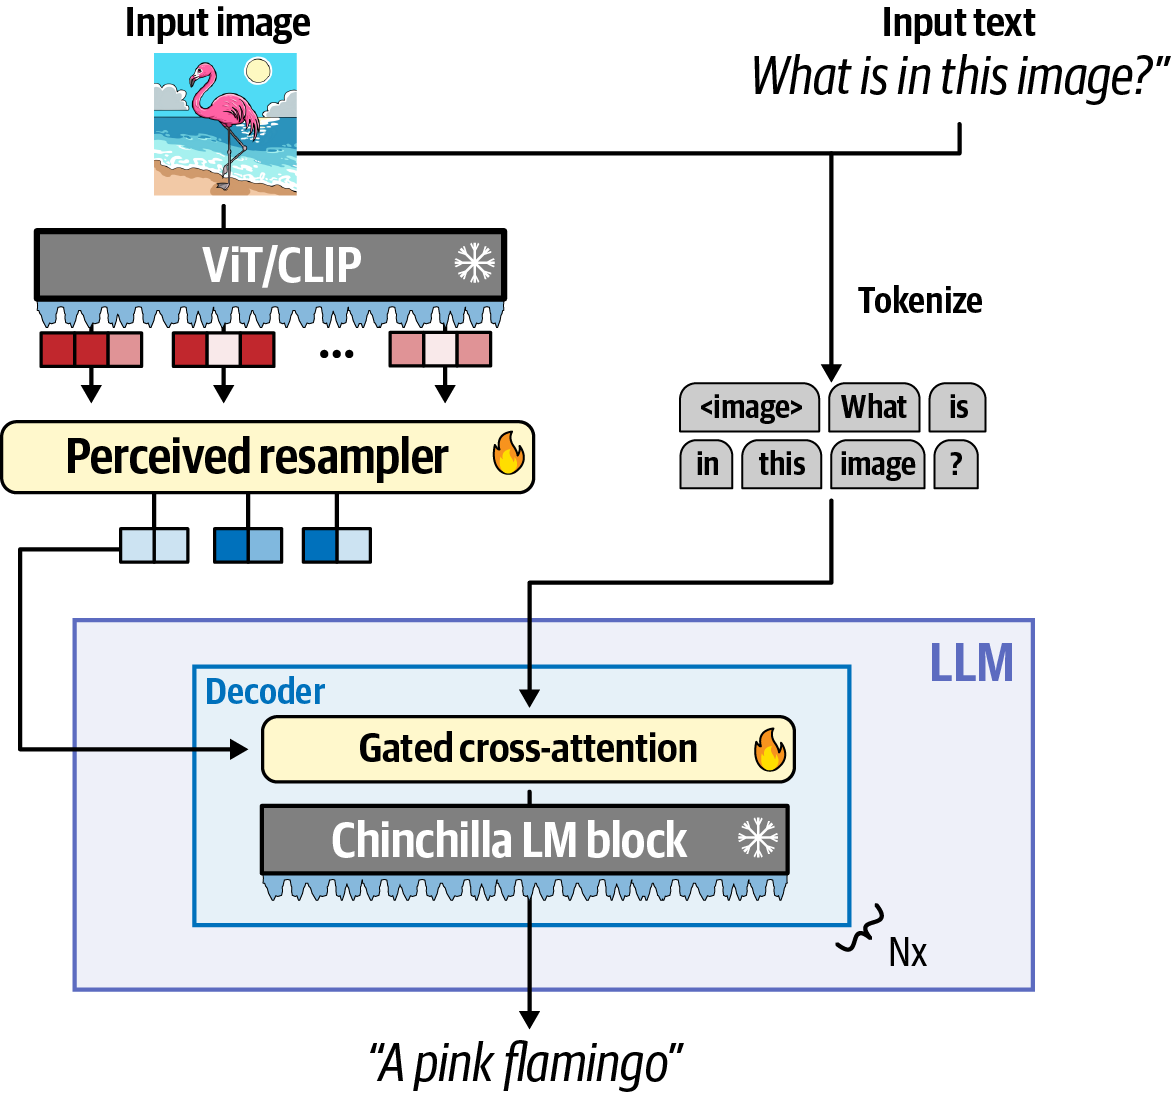 Input image
Input text
What is in this image?”
ViT/CLIP
Tokenize
...
<image> What is
in this image ?
Perceived resampler
LLM
Decoder
Gated cross-attention
Chinchilla LM block
Nx
“A pink flamingo”